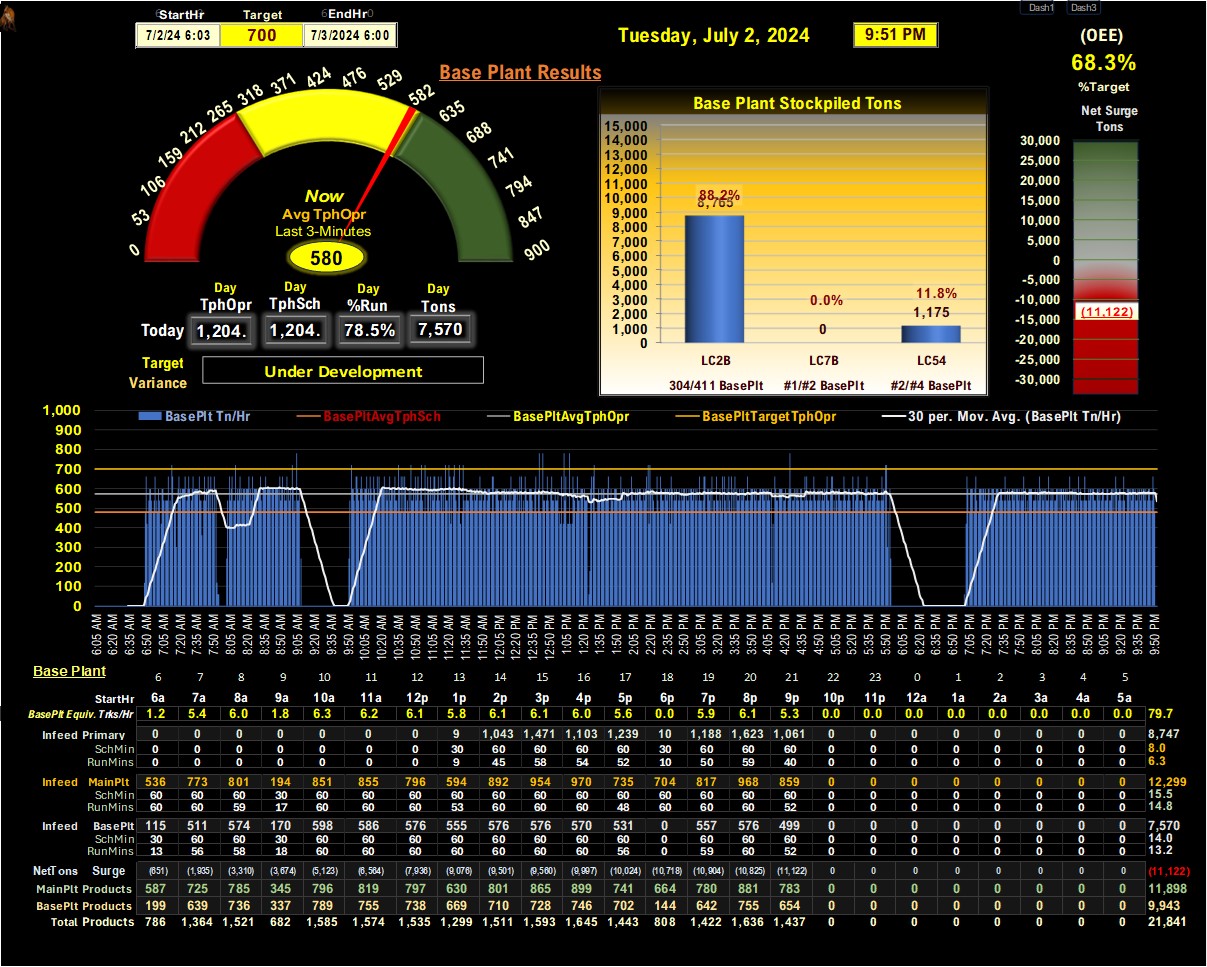 Dash1 Dash3
StartHr Target EndHr
7/2/24 6:03 700 7/3/2024 6:00
Tuesday, July 2, 2024 9:51 PM
(OEE)
68.3%
%Target
Net Surge
Tons
Base Plant Results
0 53 106 159 212 265 318 371 424 476 529 582 635 688 741 794 847 900
Now
Avg TphOpr
Last 3-Minutes
580
Day Day Day Day
TphOpr TphSch %Run Tons
Today 1,204. 1,204. 78.5% 7,570
Target
Variance
Under Development
Base Plant Stockpiled Tons
15,000
14,000
13,000
12,000
11,000
10,000
9,000
8,000
7,000
6,000
5,000
4,000
3,000
2,000
1,000
0
88.2%
8,765
0.0%
0
11.8%
1,175
LC2B LC7B LC54
304/411 BasePlt #1/#2 BasePlt #2/#4 BasePlt
30,000
25,000
20,000
15,000
10,000
5,000
0
-5,000
-10,000
-15,000
-20,000
-25,000
-30,000
(11,122)
BasePlt Tn/Hr BasePltAvgTphSch BasePltAvgTphOpr BasePltTargetTphOpr 30 per. Mov. Avg. (BasePlt Tn/Hr)
1,000
900
800
700
600
500
400
300
200
100
0
6:05 AM 6:20 AM 6:35 AM 6:50 AM 7:05 AM 7:20 AM 7:35 AM 7:50 AM 8:05 AM 8:20 AM 8:35 AM 8:50 AM 9:05 AM 9:20 AM 9:35 AM 9:50 AM 10:05 AM 10:20 AM 10:35 AM 10:50 AM 11:05 AM 11:20 AM 11:35 AM 11:50 AM 12:05 PM 12:20 PM 12:35 PM 12:50 PM 1:05 PM 1:20 PM 1:35 PM 1:50 PM 2:05 PM 2:20 PM 2:35 PM 2:50 PM 3:05 PM 3:20 PM 3:35 PM 3:50 PM 4:05 PM 4:20 PM 4:35 PM 4:50 PM 5:05 PM 5:20 PM 5:35 PM 5:50 PM 6:05 PM 6:20 PM 6:35 PM 6:50 PM 7:05 PM 7:20 PM 7:35 PM 7:50 PM 8:05 PM 8:20 PM 8:35 PM 8:50 PM 9:05 PM 9:20 PM 9:35 PM 9:50 PM
Base Plant 6 7 8 9 10 11 12 13 14 15 16 17 18 19 20 21 22 23 0 1 2 3 4 5
StartHr 6a 7a 8a 9a 10a 11a 12p 1p 2p 3p 4p 5p 6p 7p 8p 9p 10p 11p 12a 1a 2a 3a 4a 5a
BasePlt Equiv. Trks/Hr 1.2 5.4 6.0 1.8 6.3 6.2 6.1 5.8 6.1 6.1 6.0 5.6 0.0 5.9 6.1 5.3 0.0 0.0 0.0 0.0 0.0 0.0 0.0 0.0 79.7
Infeed Primary 0 0 0 0 0 0 0 9 1,043 1,471 1,103 1,239 10 1,188 1,623 1,061 0 0 0 0 0 0 0 0 8,747
SchMin 0 0 0 0 0 0 0 30 60 60 60 60 30 60 60 60 0 0 0 0 0 0 0 0 8.0
RunMins 0 0 0 0 0 0 0 9 45 58 54 52 10 50 59 40 0 0 0 0 0 0 0 0 6.3
Infeed MainPlt 536 773 801 194 851 855 796 594 892 954 970 735 704 817 968 859 0 0 0 0 0 0 0 0 12,299
SchMin 60 60 60 30 60 60 60 60 60 60 60 60 60 60 60 60 0 0 0 0 0 0 0 0 15.5
RunMins 60 60 59 17 60 60 60 53 60 60 60 48 60 60 60 52 0 0 0 0 0 0 0 0 14.8
Infeed BasePlt 115 511 574 170 598 586 576 555 576 576 570 531 0 557 576 499 0 0 0 0 0 0 0 0 7,570
SchMin 30 60 60 30 60 60 60 60 60 60 60 60 0 60 60 60 0 0 0 0 0 0 0 0 14.0
RunMins 13 56 58 18 60 60 60 60 60 60 60 56 0 59 60 52 0 0 0 0 0 0 0 0 13.2
NetTons Surge (651) (1,935) (3,310) (3,674) (5,123) (6,564) (7,936) (9,076) (9,501) (9,560) (9,997) (10,024) (10,718) (10,904) (10,825) (11,122) 0 0 0 0 0 0 0 0 (11,122)
MainPlt Products 587 725 785 345 796 819 797 630 801 865 899 741 664 780 881 783 0 0 0 0 0 0 0 0 11,898
BasePlt Products 199 639 736 337 789 755 738 669 710 728 746 702 144 642 755 654 0 0 0 0 0 0 0 0 9,943
Total Products 786 1,364 1,521 682 1,585 1,574 1,535 1,299 1,511 1,593 1,645 1,443 808 1,422 1,636 1,437 0 0 0 0 0 0 0 0 21,841